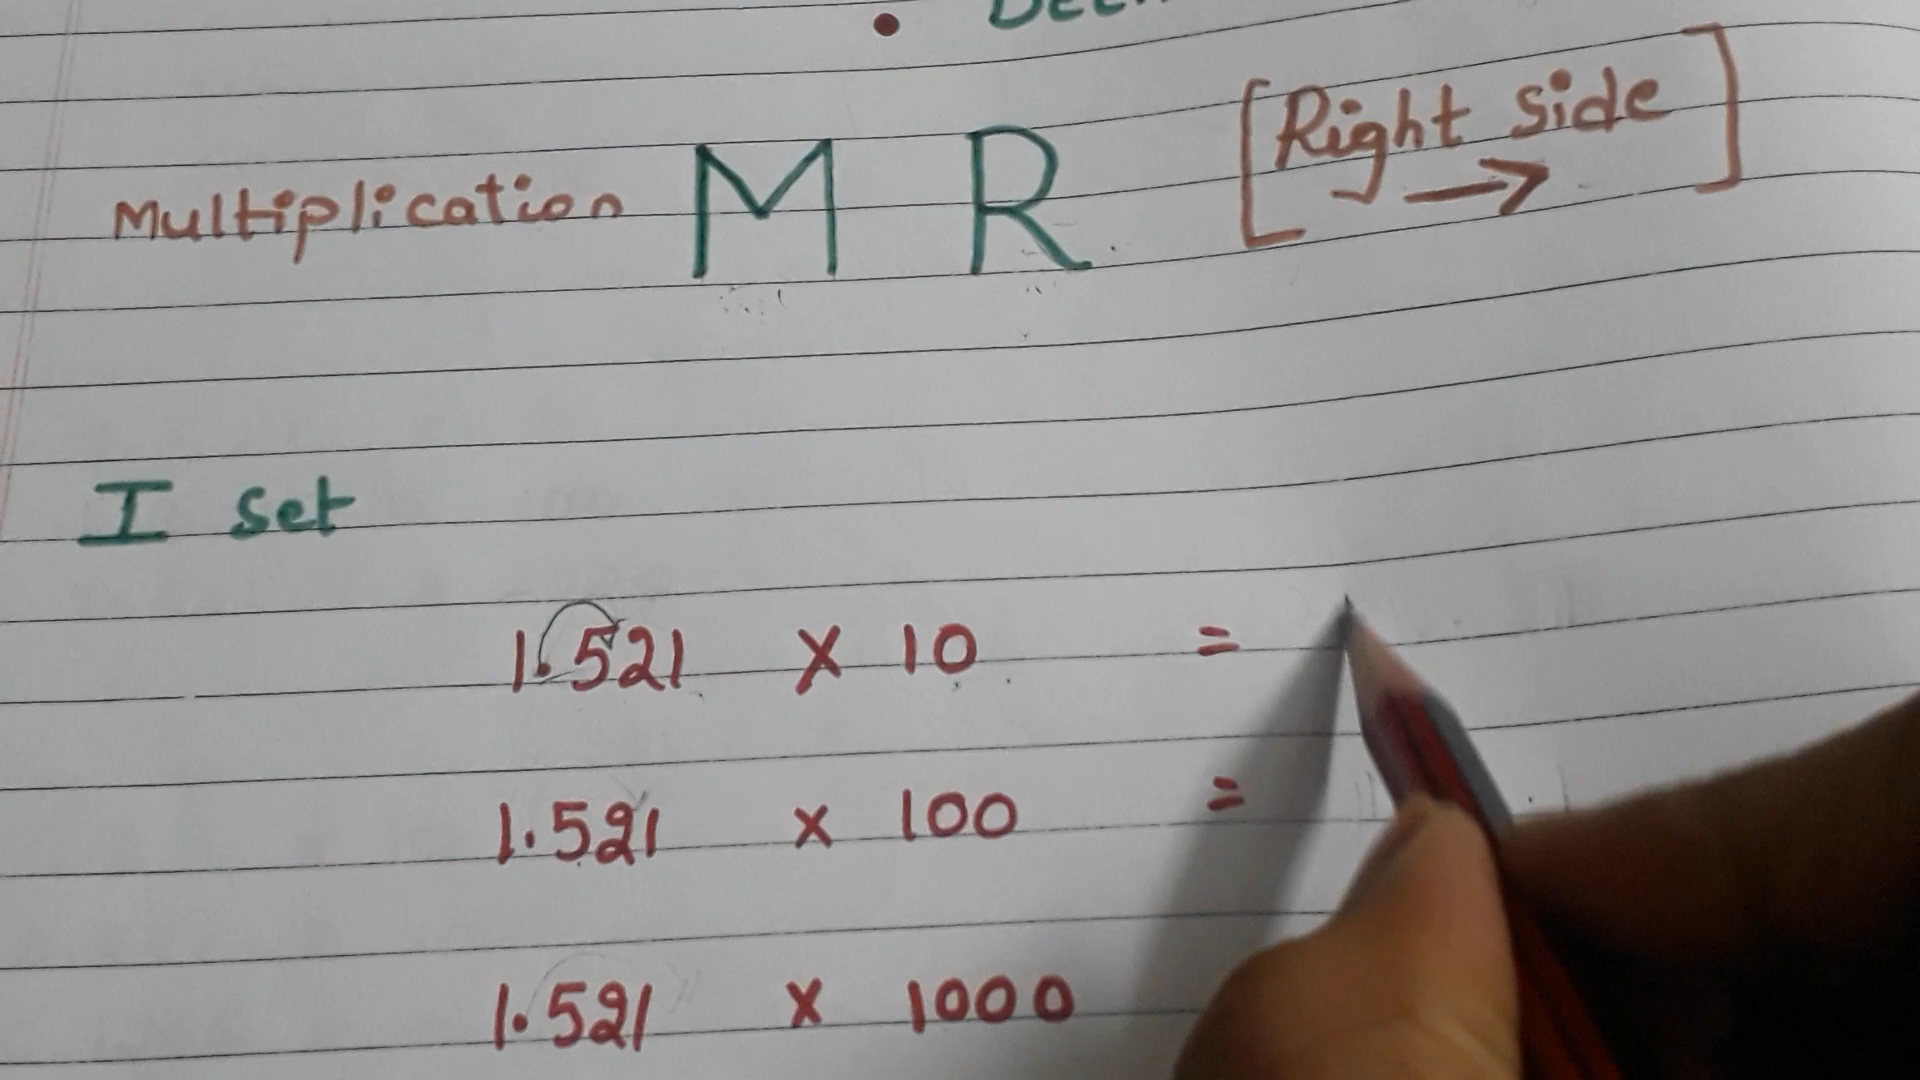 Multiplication M R [Right side →]
I set
1.521 x 10 =
1.521 x 100 =
1.521 x 1000